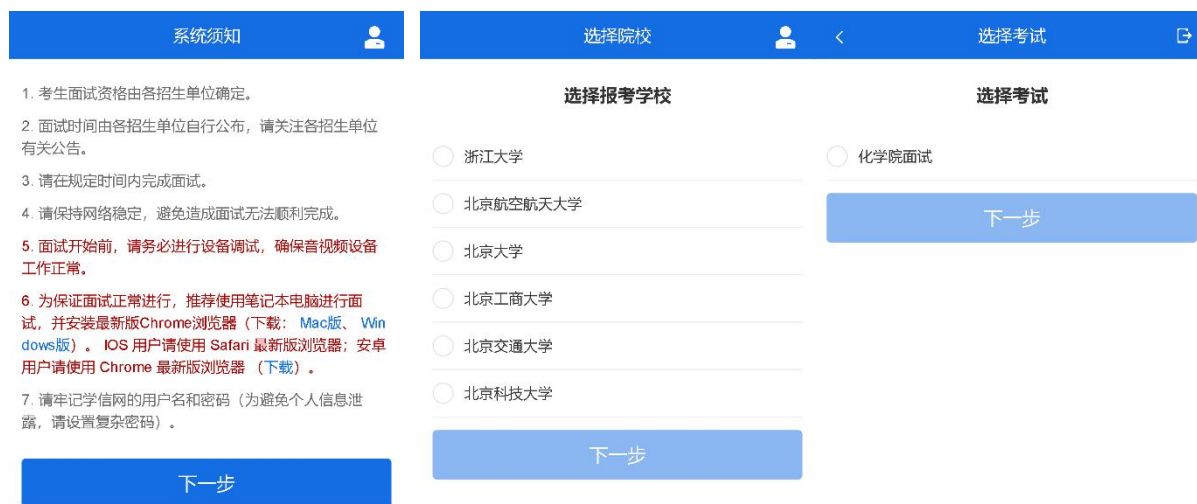 系统须知
1. 考生面试资格由各招生单位确定。
2. 面试时间由各招生单位自行公布，请关注各招生单位
有关公告。
3. 请在规定时间内完成面试。
4. 请保持网络稳定，避免造成面试无法顺利完成。
5. 面试开始前，请务必进行设备调试，确保音视频设备
工作正常。
6. 为保证面试正常进行，推荐使用笔记本电脑进行面
试，并安装最新版Chrome浏览器（下载： Mac版、 Win
dows版）。 IOS 用户请使用 Safari 最新版浏览器；安卓
用户请使用 Chrome 最新版浏览器 （下载）。
7. 请牢记学信网的用户名和密码（为避免个人信息泄
露，请设置复杂密码）。
下一步
选择院校
选择报考学校
浙江大学
北京航空航天大学
北京大学
北京工商大学
北京交通大学
北京科技大学
下一步
选择考试
选择考试
化学院面试
下一步